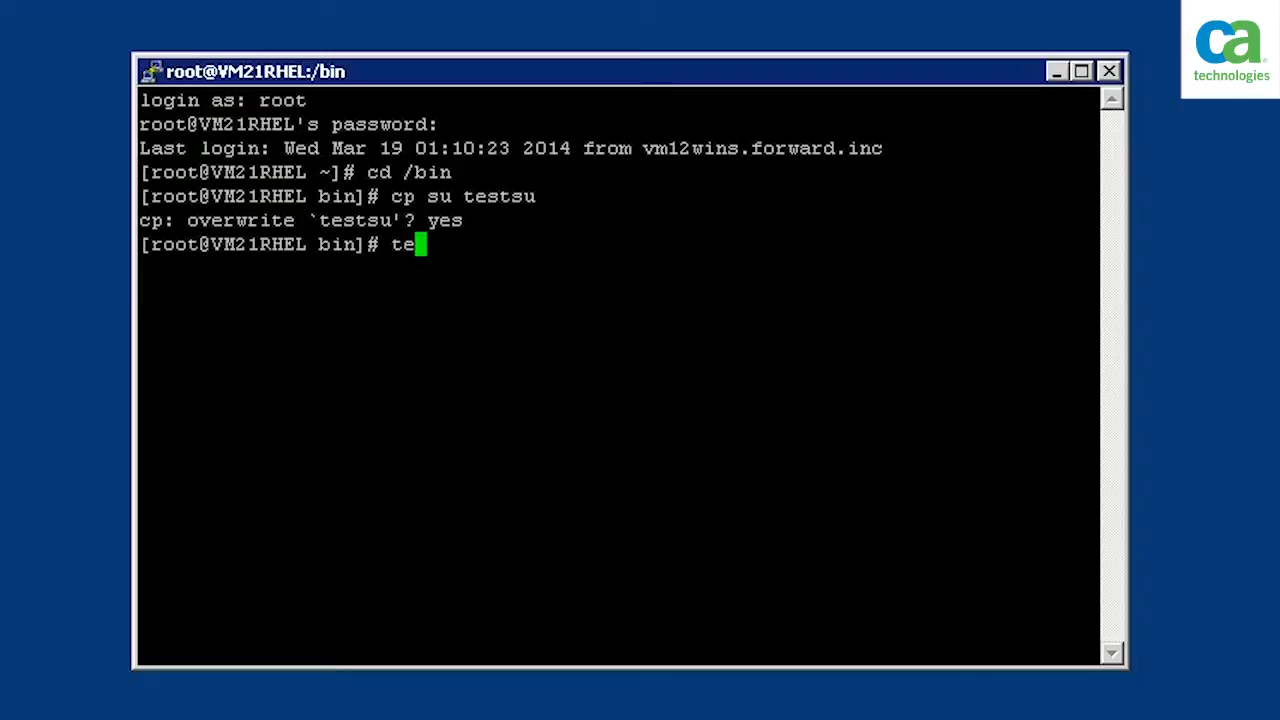 ca
technologies
root@VM21RHEL:/bin
login as: root
root@VM21RHEL's password:
Last login: Wed Mar 19 01:10:23 2014 from vm12wins.forward.inc
[root@VM21RHEL ~]# cd /bin
[root@VM21RHEL bin]# cp su testsu
cp: overwrite `testsu'? yes
[root@VM21RHEL bin]# te